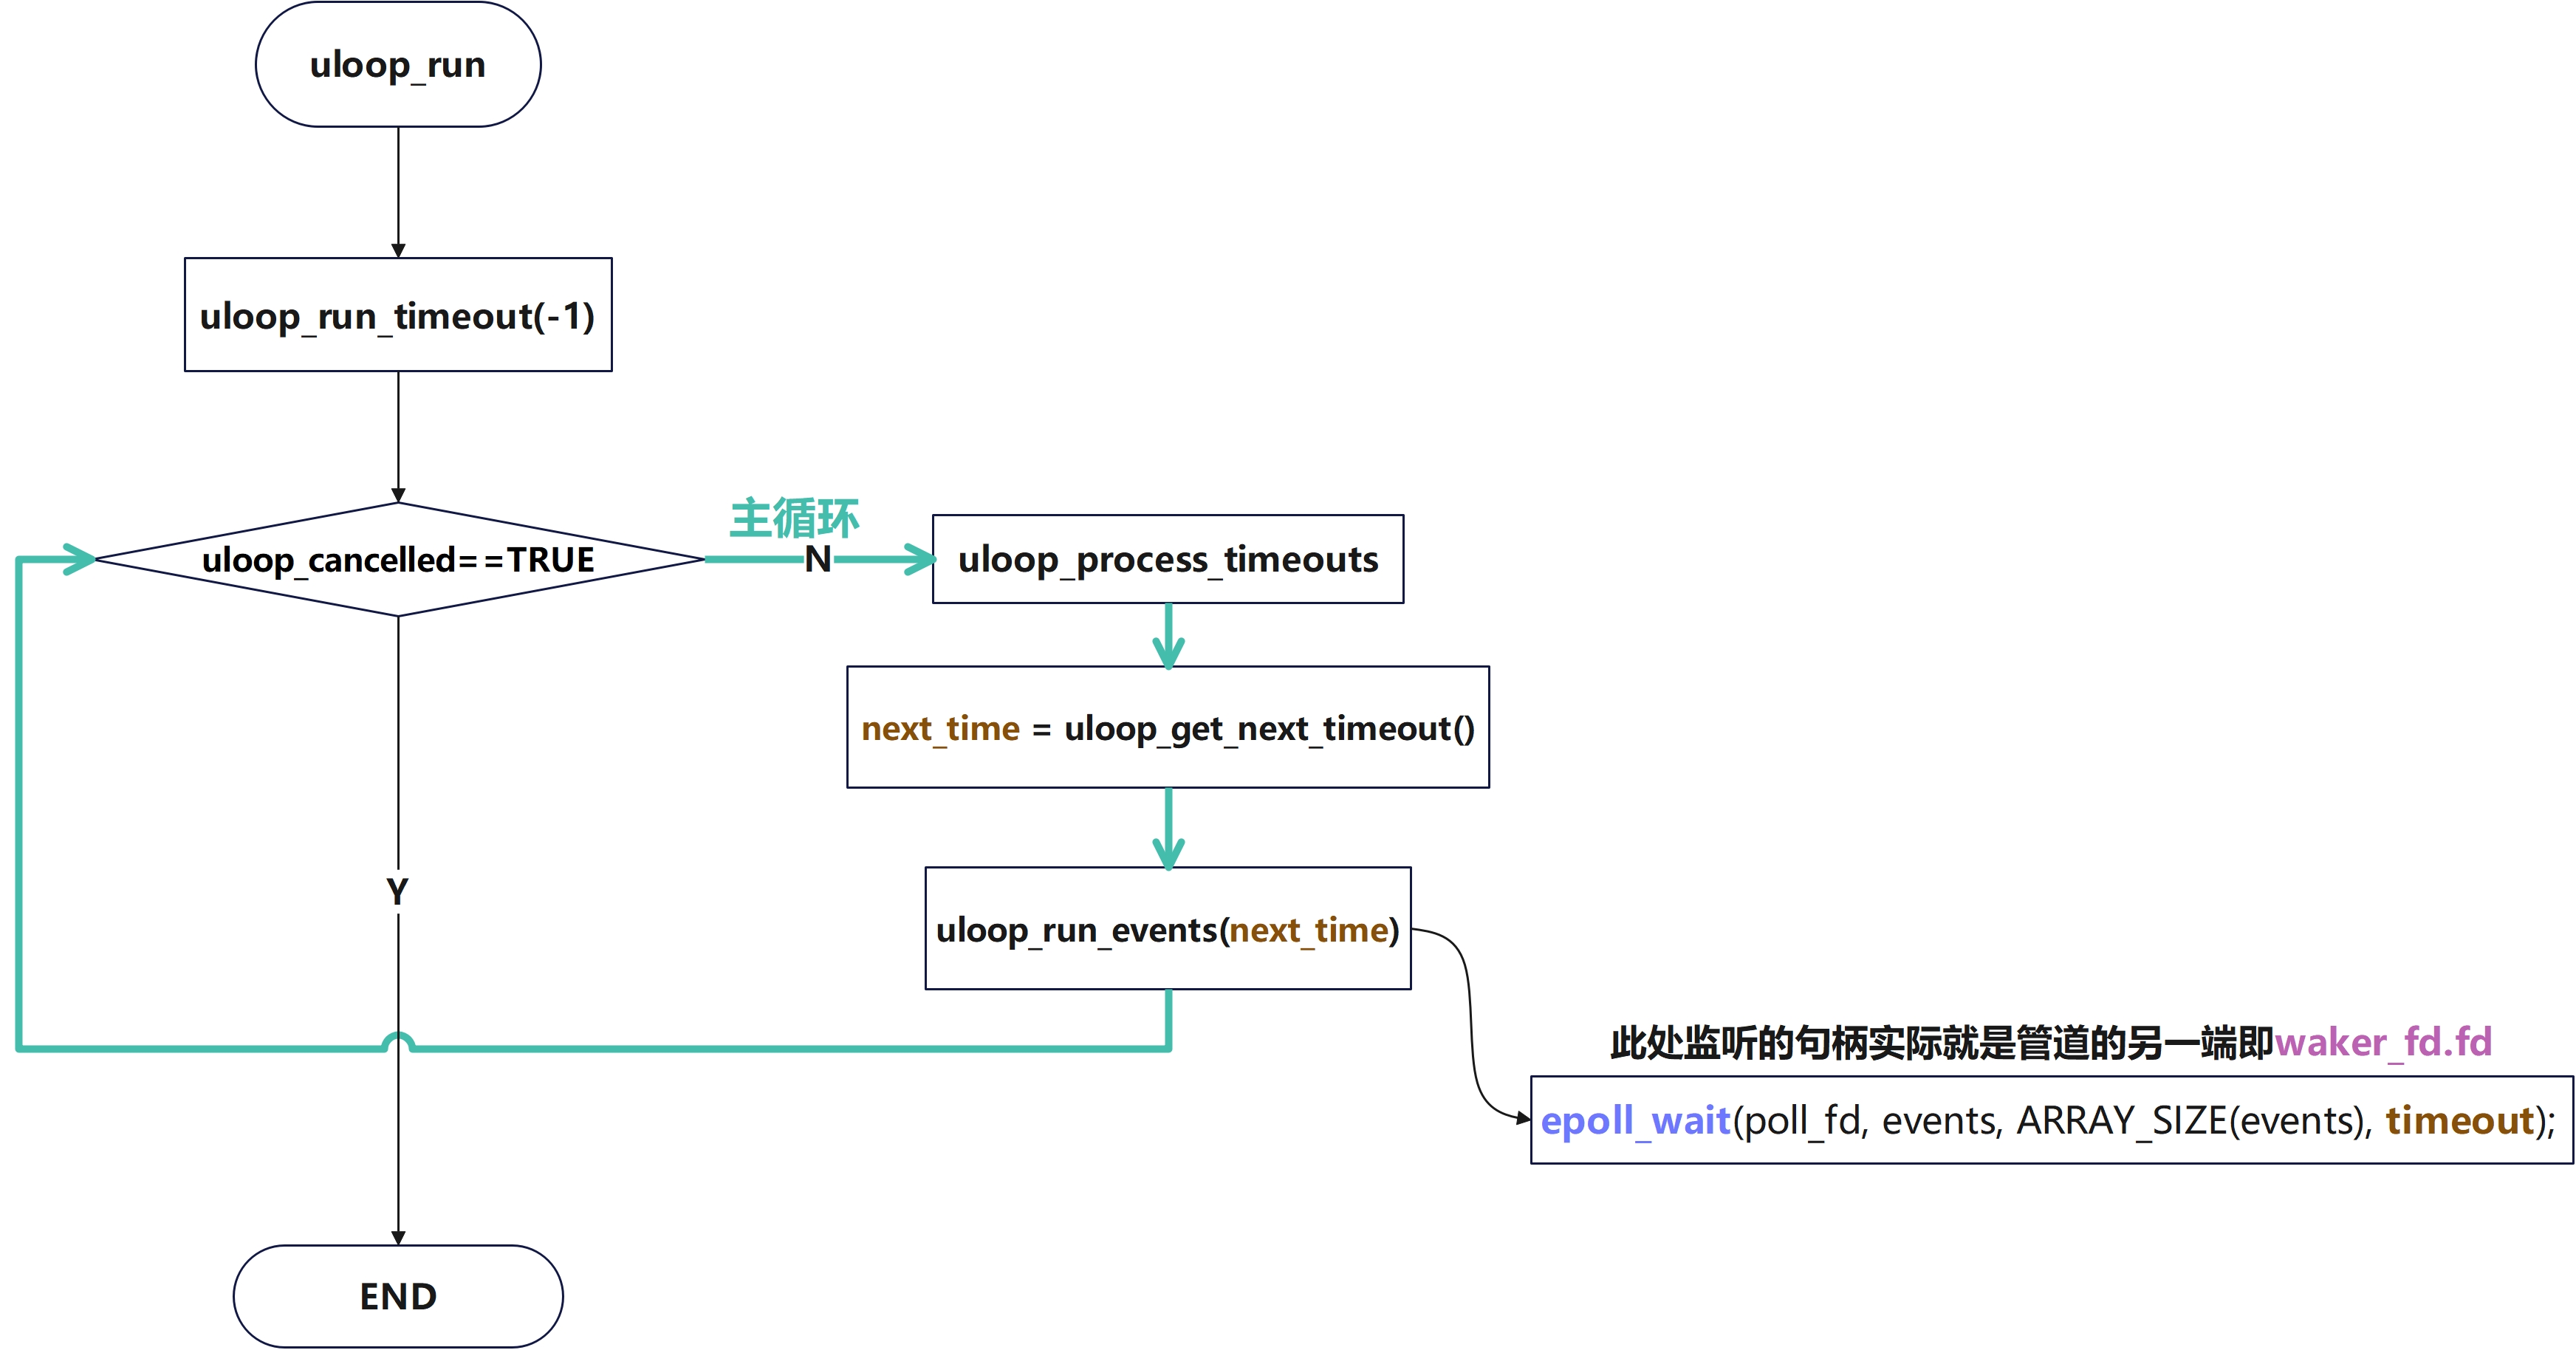 uloop_run
uloop_run_timeout(-1)
uloop_cancelled==TRUE
主循环
N
uloop_process_timeouts
next_time = uloop_get_next_timeout()
uloop_run_events(next_time)
Y
此处监听的句柄实际就是管道的另一端即waker_fd.fd
epoll_wait(poll_fd, events, ARRAY_SIZE(events), timeout);
END